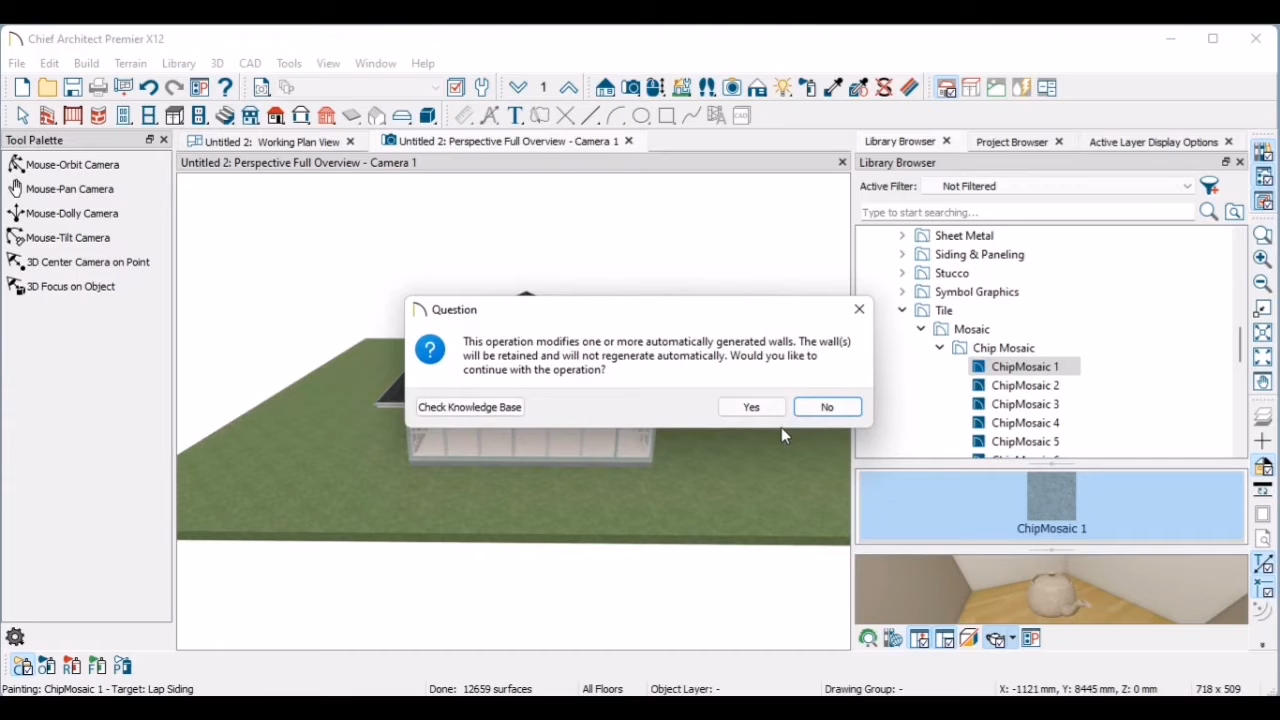 Chief Architect Premier X12
File Edit Build Terrain Library 3D CAD Tools View Window Help
1
Tool Palette
Untitled 2: Working Plan View
Untitled 2: Perspective Full Overview - Camera 1
Library Browser
Project Browser
Active Layer Display Options
Untitled 2: Perspective Full Overview - Camera 1
Library Browser
Mouse-Orbit Camera
Mouse-Pan Camera
Mouse-Dolly Camera
Mouse-Tilt Camera
3D Center Camera on Point
3D Focus on Object
Active Filter: Not Filtered
Type to start searching...
Sheet Metal
Siding & Paneling
Stucco
Symbol Graphics
Tile
Mosaic
Chip Mosaic
ChipMosaic 1
ChipMosaic 2
ChipMosaic 3
ChipMosaic 4
ChipMosaic 5
Question
This operation modifies one or more automatically generated walls. The wall(s)
will be retained and will not regenerate automatically. Would you like to
continue with the operation?
Check Knowledge Base
Yes
No
ChipMosaic 1
Painting: ChipMosaic 1 - Target: Lap Siding
Done: 12659 surfaces
All Floors
Object Layer: -
Drawing Group: -
X: -1121 mm, Y: 8445 mm, Z: 0 mm
718 x 509